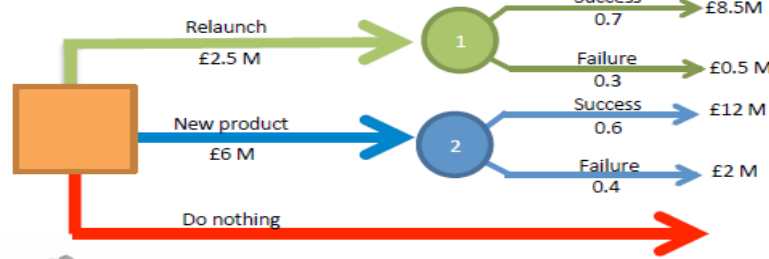 Success
0.7
£8.5M
Relaunch
£2.5 M
1
Failure
0.3
£0.5 M
New product
£6 M
2
Success
0.6
£12 M
Failure
0.4
£2 M
Do nothing